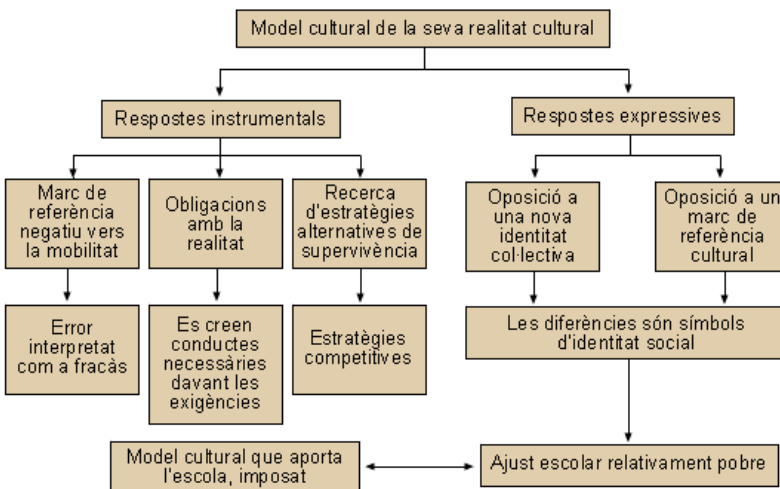 Model cultural de la seva realitat cultural
Respostes instrumentals
Respostes expressives
Marc de
referència
negatiu vers
la mobilitat
Obligacions
amb la
realitat
Recerca
d'estratègies
alternatives de
supervivència
Oposició a
una nova
identitat
col·lectiva
Oposició a un
marc de
referència
cultural
Error
interpretat
com a fracàs
Es creen
conductes
necessàries
davant les
exigències
Estratègies
competitives
Les diferències són símbols
d'identitat social
Model cultural que aporta
l'escola, imposat
Ajust escolar relativament pobre